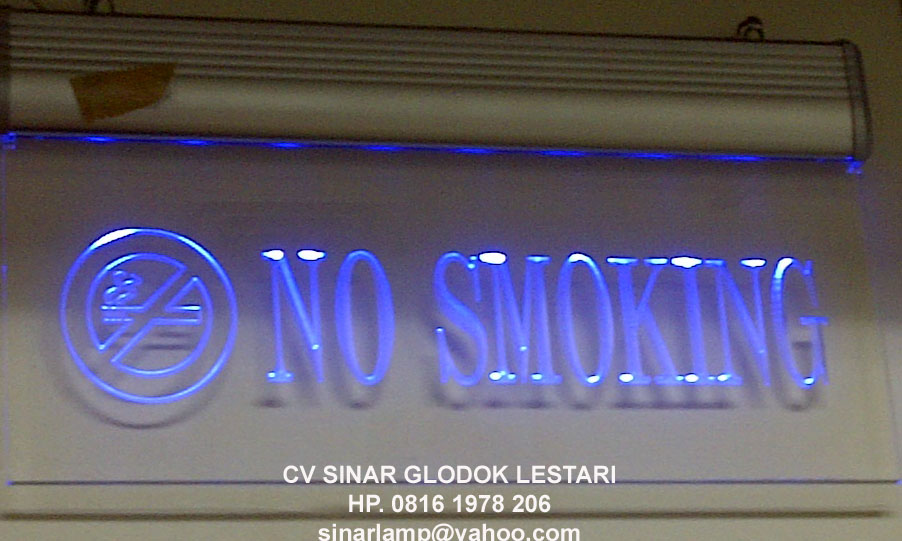 NO SMOKING
CV SINAR GLODOK LESTARI
HP. 0816 1978 206
sinarlamp@yahoo.com